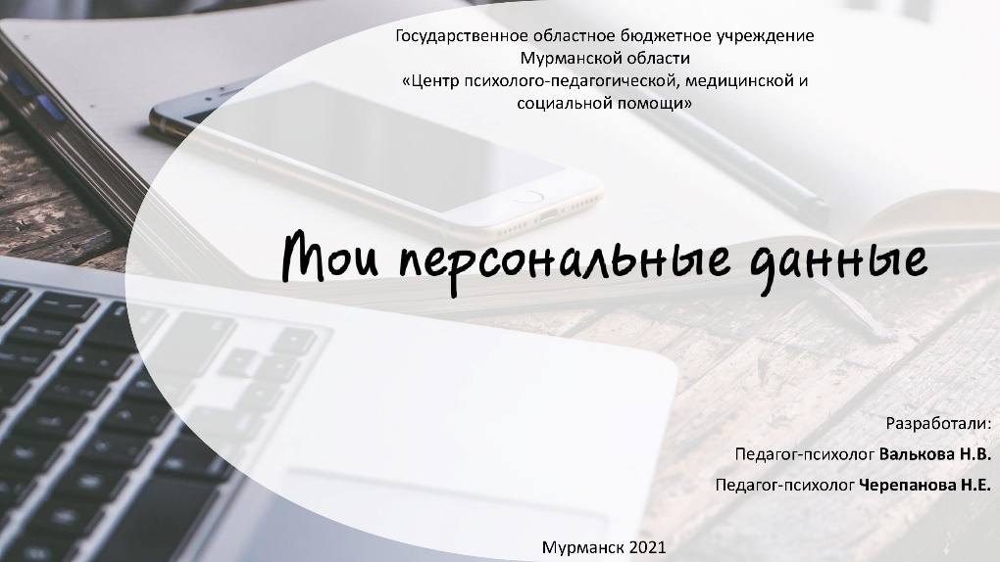 Государственное областное бюджетное учреждение
Мурманской области
«Центр психолого-педагогической, медицинской и
социальной помощи»
Мои персональные данные
Разработали:
Педагог-психолог Валькова Н.В.
Педагог-психолог Черепанова Н.Е.
Мурманск 2021